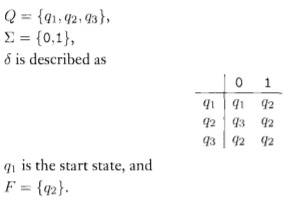 Q = {q₁, q₂, q₃},
Σ = {0,1},
δ is described as
0 1
q₁ q₁ q₂
q₂ q₃ q₂
q₃ q₂ q₂
q₁ is the start state, and
F = {q₂}.